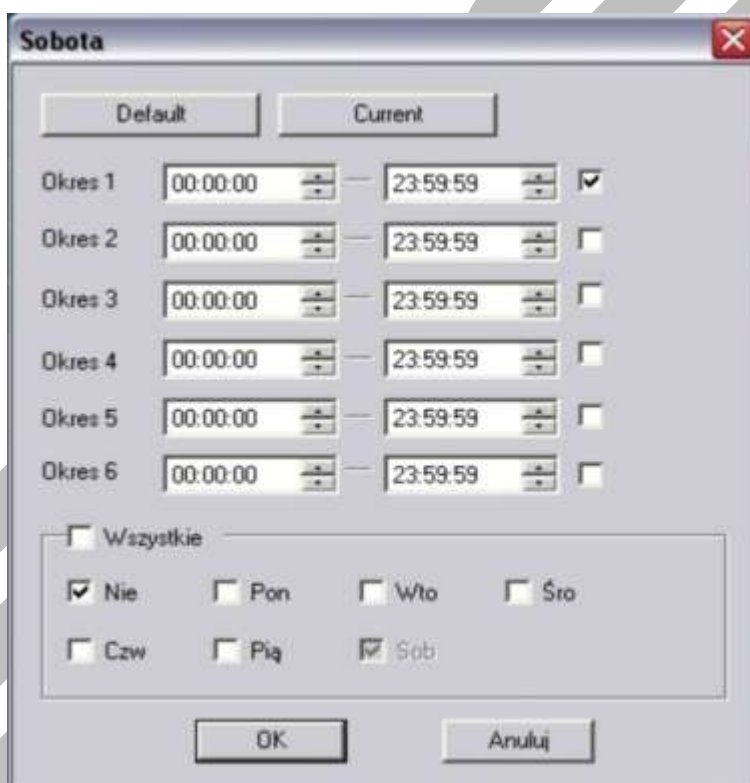 Sobota
Default Current
Okres 1 00:00:00 — 23:59:59
Okres 2 00:00:00 — 23:59:59
Okres 3 00:00:00 — 23:59:59
Okres 4 00:00:00 — 23:59:59
Okres 5 00:00:00 — 23:59:59
Okres 6 00:00:00 — 23:59:59
Wszystkie
Nie Pon Wto Śro
Czw Pią Sob
OK Anuluj